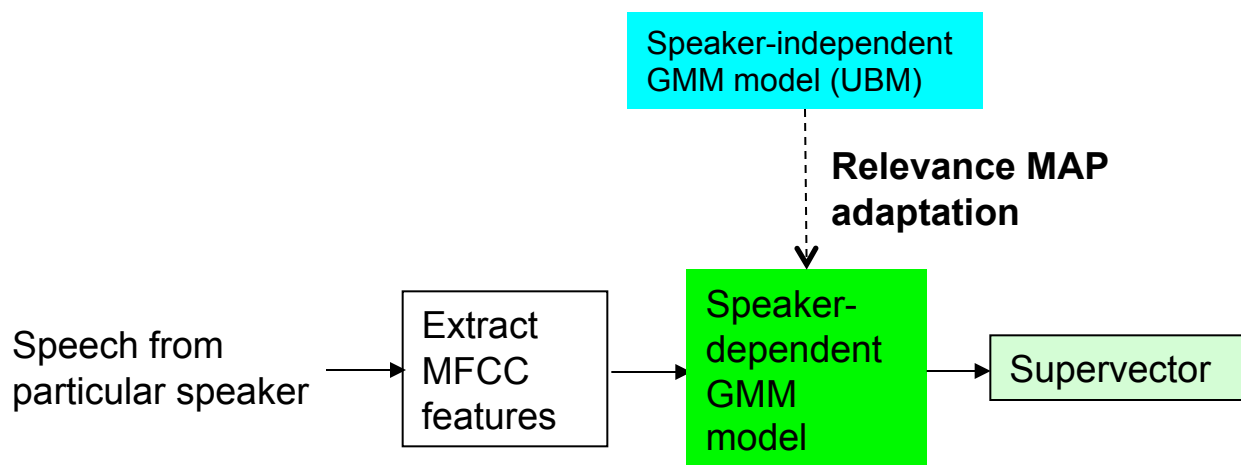 Speaker-independent
GMM model (UBM)
Relevance MAP
adaptation
Speech from
particular speaker
Extract
MFCC
features
Speaker-
dependent
GMM
model
Supervector